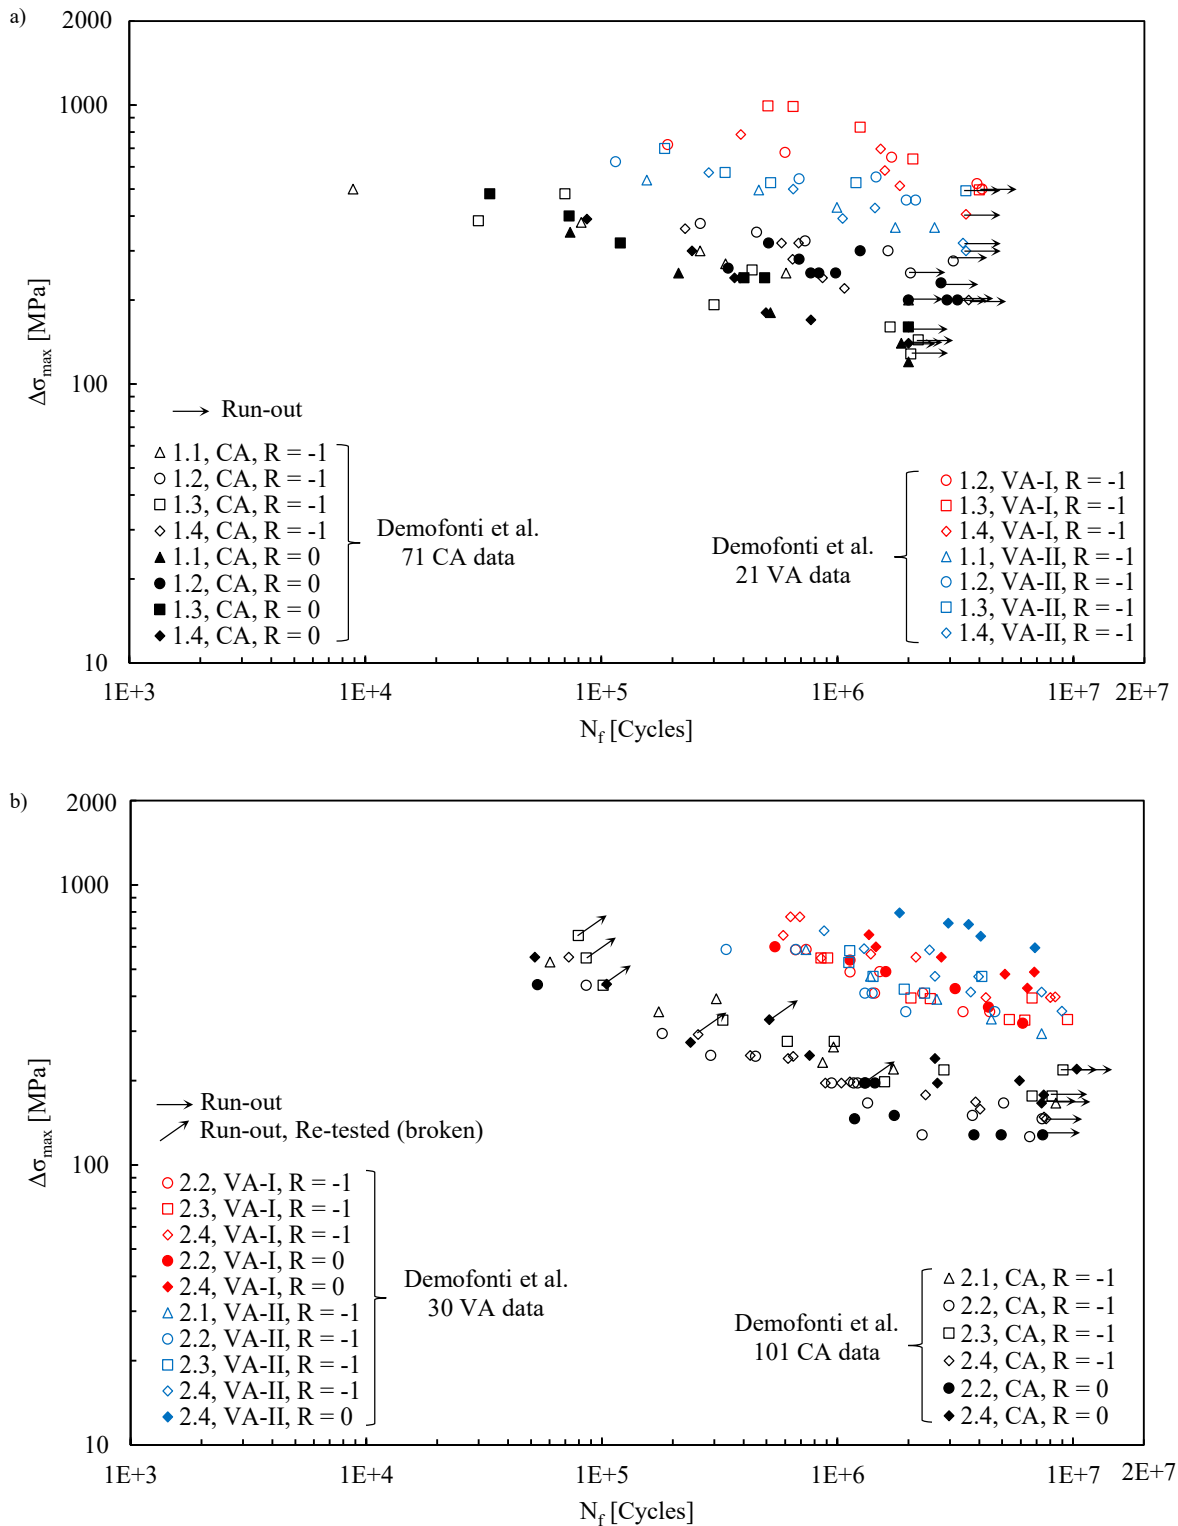 a)
2000
1000
100
10
Δσmax [MPa]
1E+3
1E+4
1E+5
1E+6
1E+7
2E+7
Nf [Cycles]
Run-out
1.1, CA, R = -1
1.2, CA, R = -1
1.3, CA, R = -1
1.4, CA, R = -1
1.1, CA, R = 0
1.2, CA, R = 0
1.3, CA, R = 0
1.4, CA, R = 0
Demofonti et al.
71 CA data
Demofonti et al.
21 VA data
1.2, VA-I, R = -1
1.3, VA-I, R = -1
1.4, VA-I, R = -1
1.1, VA-II, R = -1
1.2, VA-II, R = -1
1.3, VA-II, R = -1
1.4, VA-II, R = -1
b)
2000
1000
100
10
Δσmax [MPa]
1E+3
1E+4
1E+5
1E+6
1E+7
2E+7
Nf [Cycles]
Run-out
Run-out, Re-tested (broken)
2.2, VA-I, R = -1
2.3, VA-I, R = -1
2.4, VA-I, R = -1
2.2, VA-I, R = 0
2.4, VA-I, R = 0
2.1, VA-II, R = -1
2.2, VA-II, R = -1
2.3, VA-II, R = -1
2.4, VA-II, R = -1
2.4, VA-II, R = 0
Demofonti et al.
30 VA data
Demofonti et al.
101 CA data
2.1, CA, R = -1
2.2, CA, R = -1
2.3, CA, R = -1
2.4, CA, R = -1
2.2, CA, R = 0
2.4, CA, R = 0